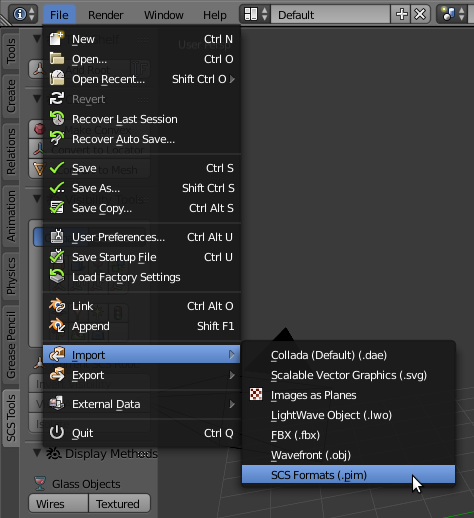 File Render Window Help Default
New Ctrl N
Open... Ctrl O
Open Recent... Shift Ctrl O
Revert
Recover Last Session
Recover Auto Save...
Save Ctrl S
Save As... Shift Ctrl S
Save Copy... Ctrl Alt S
User Preferences... Ctrl Alt U
Save Startup File Ctrl U
Load Factory Settings
Link Ctrl Alt O
Append Shift F1
Import
Export
External Data
Quit Ctrl Q
Collada (Default) (.dae)
Scalable Vector Graphics (.svg)
Images as Planes
LightWave Object (.lwo)
FBX (.fbx)
Wavefront (.obj)
SCS Formats (.pim)
Tools
Create
Relations
Animation
Physics
Grease Pencil
SCS Tools
Display Methods
Glass Objects
Wires Textured